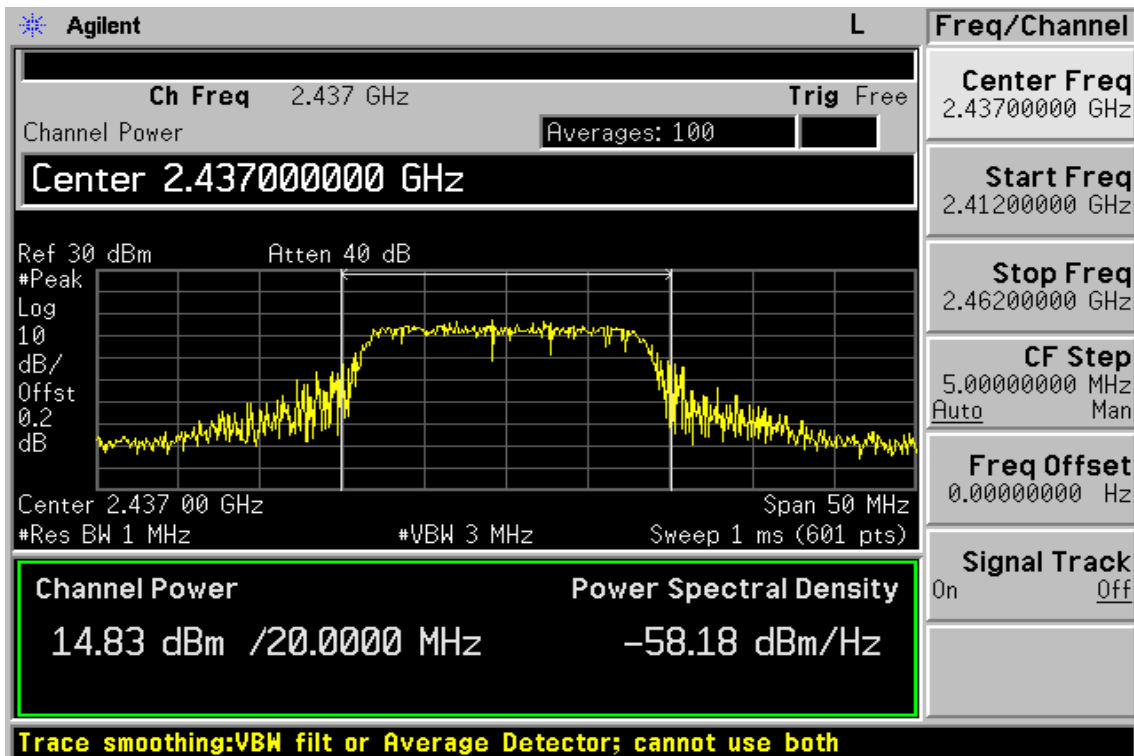 Agilent L
Ch Freq 2.437 GHz Trig Free
Channel Power Averages: 100
Center 2.437000000 GHz
Ref 30 dBm Atten 40 dB
#Peak
Log
10
dB/
Offst
0.2
dB
Center 2.437 00 GHz Span 50 MHz
#Res BW 1 MHz #VBW 3 MHz Sweep 1 ms (601 pts)
Channel Power Power Spectral Density
14.83 dBm /20.0000 MHz -58.18 dBm/Hz
Trace smoothing:VBW filt or Average Detector; cannot use both
Freq/Channel
Center Freq
2.43700000 GHz
Start Freq
2.41200000 GHz
Stop Freq
2.46200000 GHz
CF Step
5.00000000 MHz
Auto Man
Freq Offset
0.00000000 Hz
Signal Track
On Off